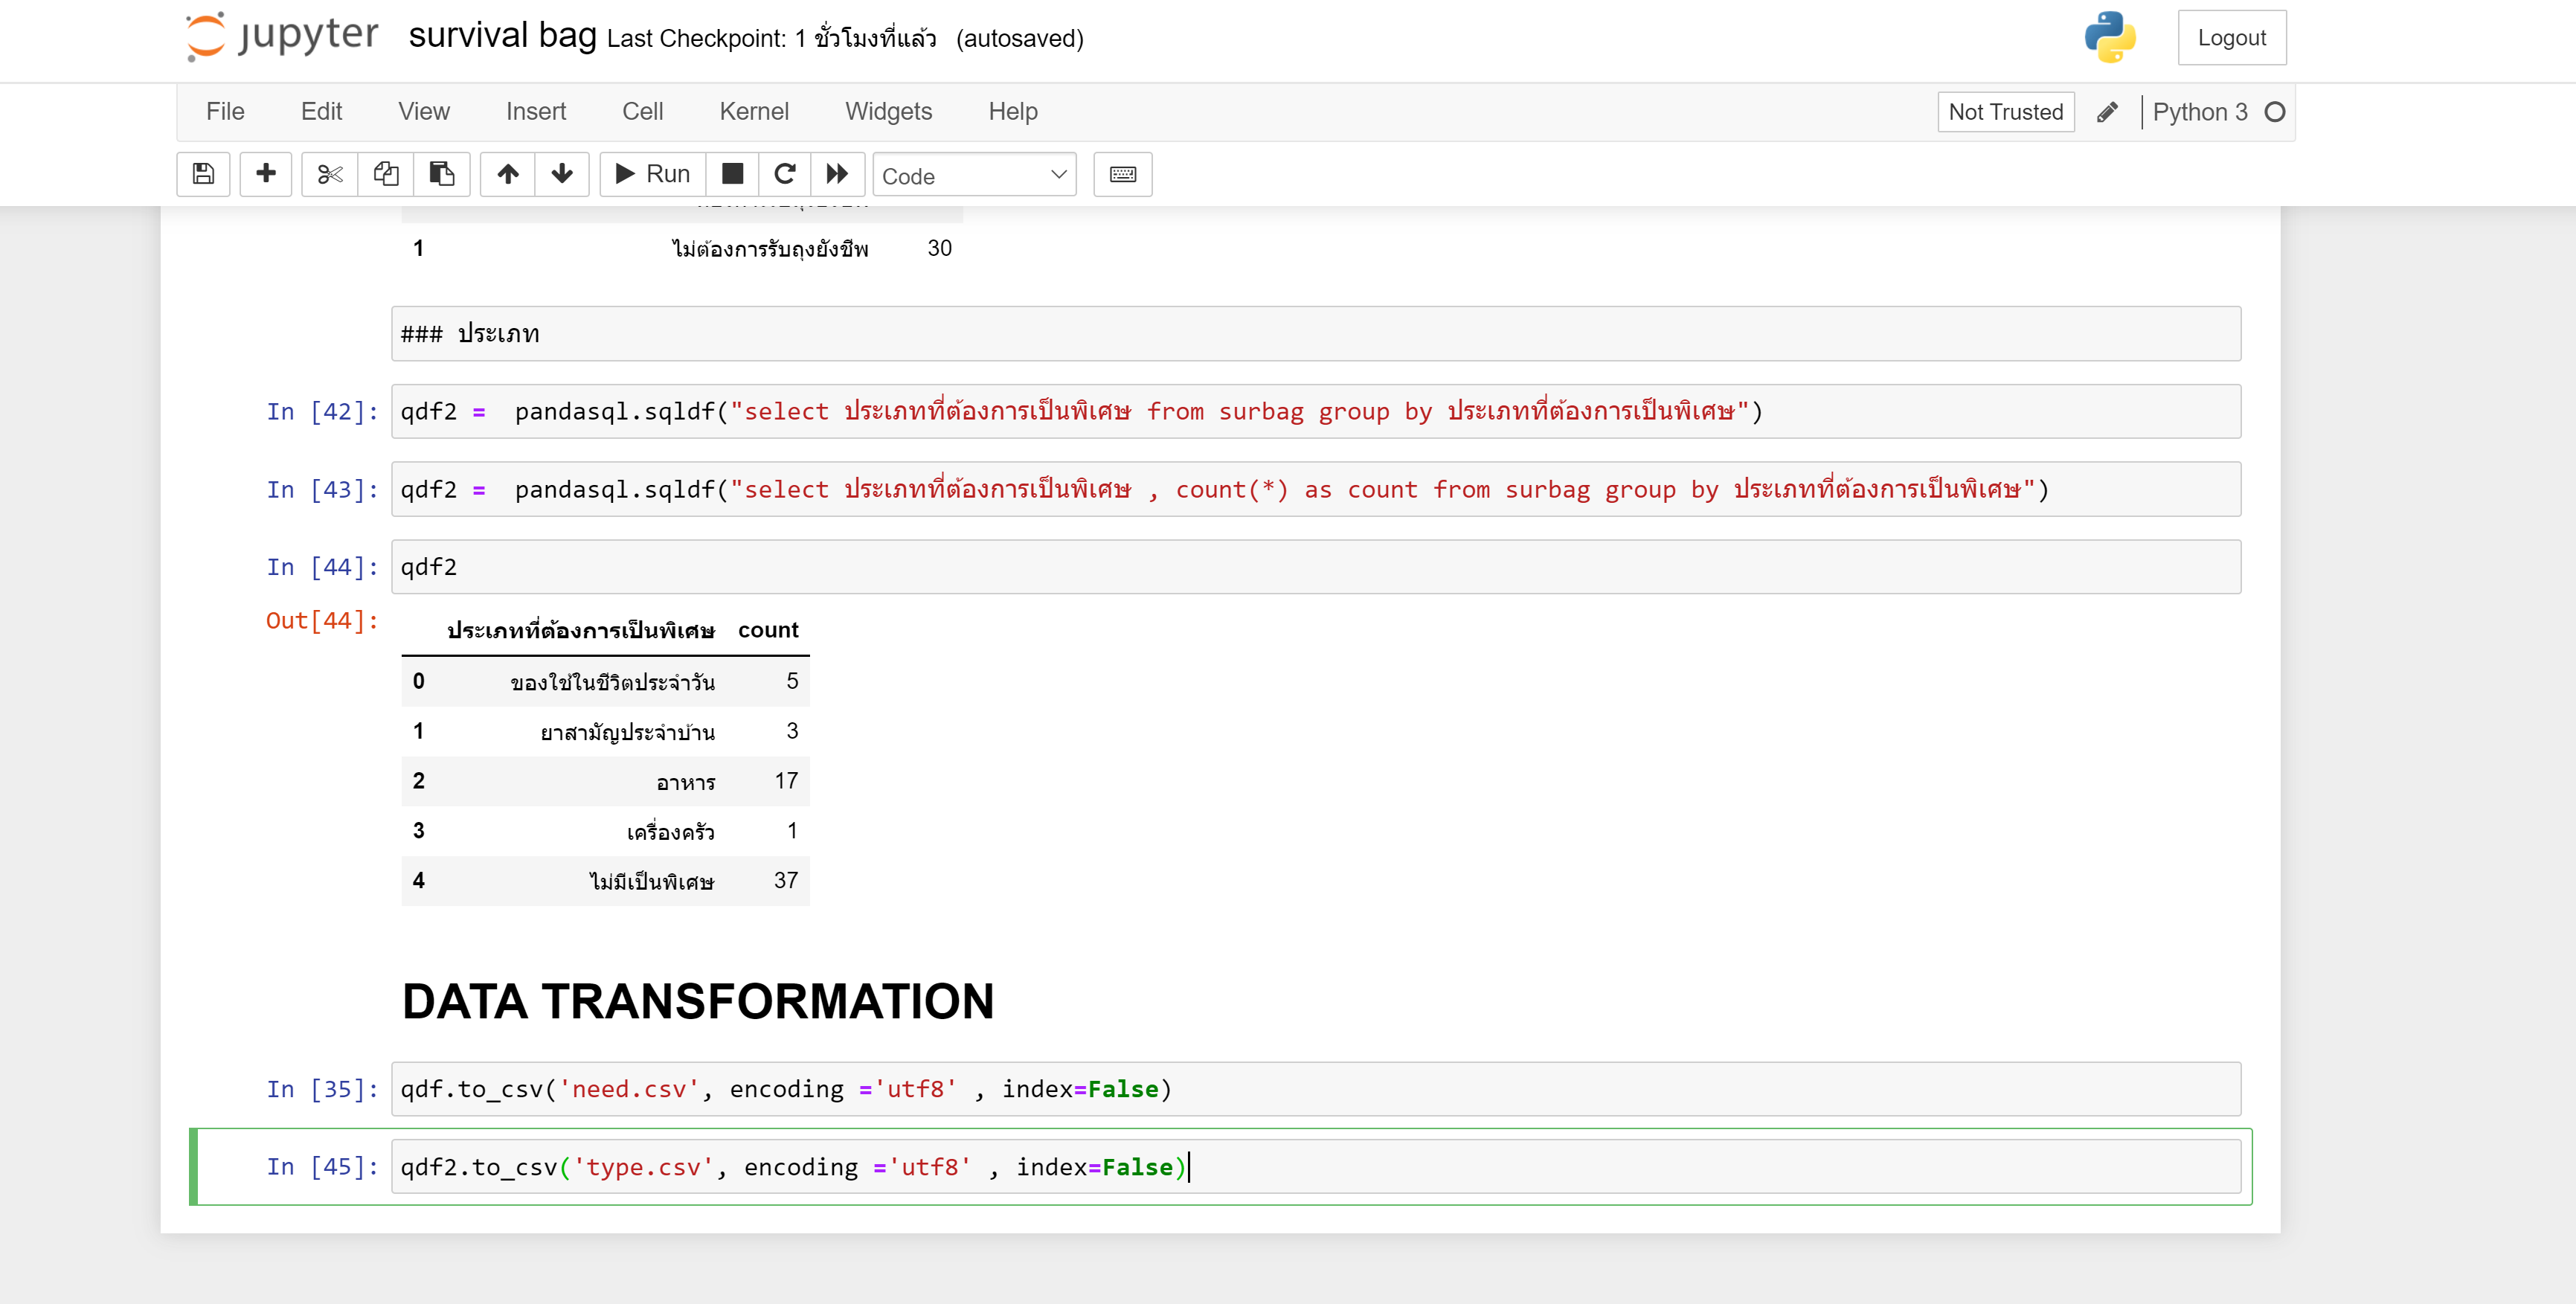 jupyter survival bag Last Checkpoint: 1 ชั่วโมงที่แล้ว (autosaved) Logout
File Edit View Insert Cell Kernel Widgets Help Not Trusted Python 3
Run Code
1 ไม่ต้องการรับถุงยังชีพ 30
### ประเภท
In [42]: qdf2 =  pandasql.sqldf("select ประเภทที่ต้องการเป็นพิเศษ from surbag group by ประเภทที่ต้องการเป็นพิเศษ")
In [43]: qdf2 =  pandasql.sqldf("select ประเภทที่ต้องการเป็นพิเศษ , count(*) as count from surbag group by ประเภทที่ต้องการเป็นพิเศษ")
In [44]: qdf2
Out[44]:
ประเภทที่ต้องการเป็นพิเศษ count
0 ของใช้ในชีวิตประจำวัน 5
1 ยาสามัญประจำบ้าน 3
2 อาหาร 17
3 เครื่องครัว 1
4 ไม่มีเป็นพิเศษ 37
DATA TRANSFORMATION
In [35]: qdf.to_csv('need.csv', encoding ='utf8' , index=False)
In [45]: qdf2.to_csv('type.csv', encoding ='utf8' , index=False)